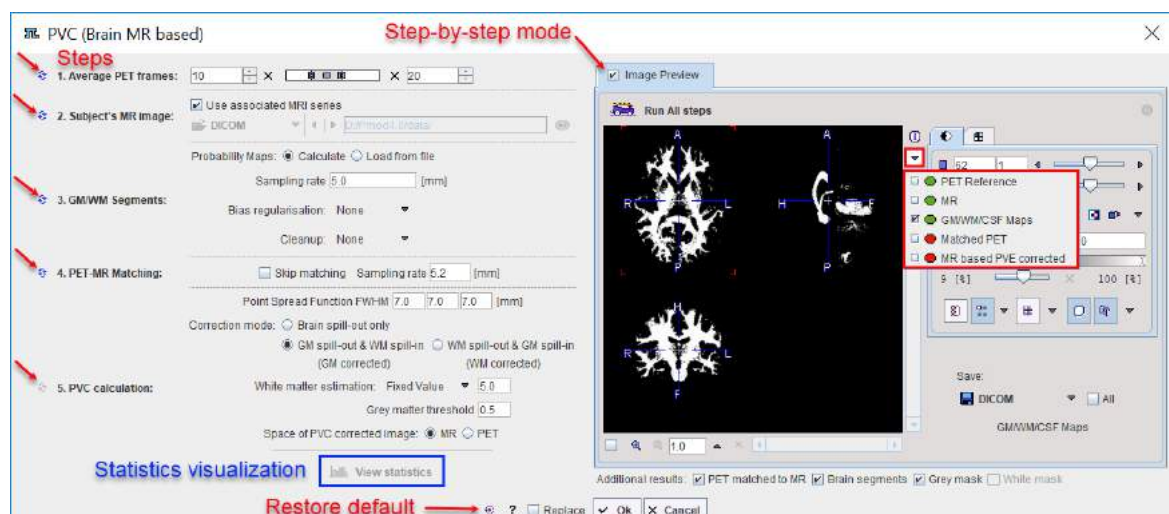 PVC (Brain MR based)
Step-by-step mode
Steps
1. Average PET frames: 10 X X 20
Image Preview
2. Subject's MR image: Use associated MRI series
DICOM
Run All steps
Probability Maps: Calculate Load from file
Sampling rate 5.0 [mm]
3. GM/WM Segments:
Bias regularisation: None
Cleanup: None
4. PET-MR Matching: Skip matching Sampling rate 5.2 [mm]
Point Spread Function FWHM 7.0 7.0 7.0 [mm]
Correction mode: Brain spill-out only
GM spill-out & WM spill-in WM spill-out & GM spill-in
(GM corrected) (WM corrected)
5. PVC calculation: White matter estimation: Fixed Value 5.0
Grey matter threshold 0.5
Space of PVC corrected image: MR PET
Statistics visualization View statistics
Restore default ? Replace Ok Cancel
A A
R L H F
P P
H
R L
F
1.0
62 1
PET Reference
MR
GM/WM/CSF Maps
Matched PET
MR based PVE corrected
0
9 [%] 100 [%]
Save:
DICOM All
GM/WM/CSF Maps
Additional results: PET matched to MR Brain segments Grey mask White mask